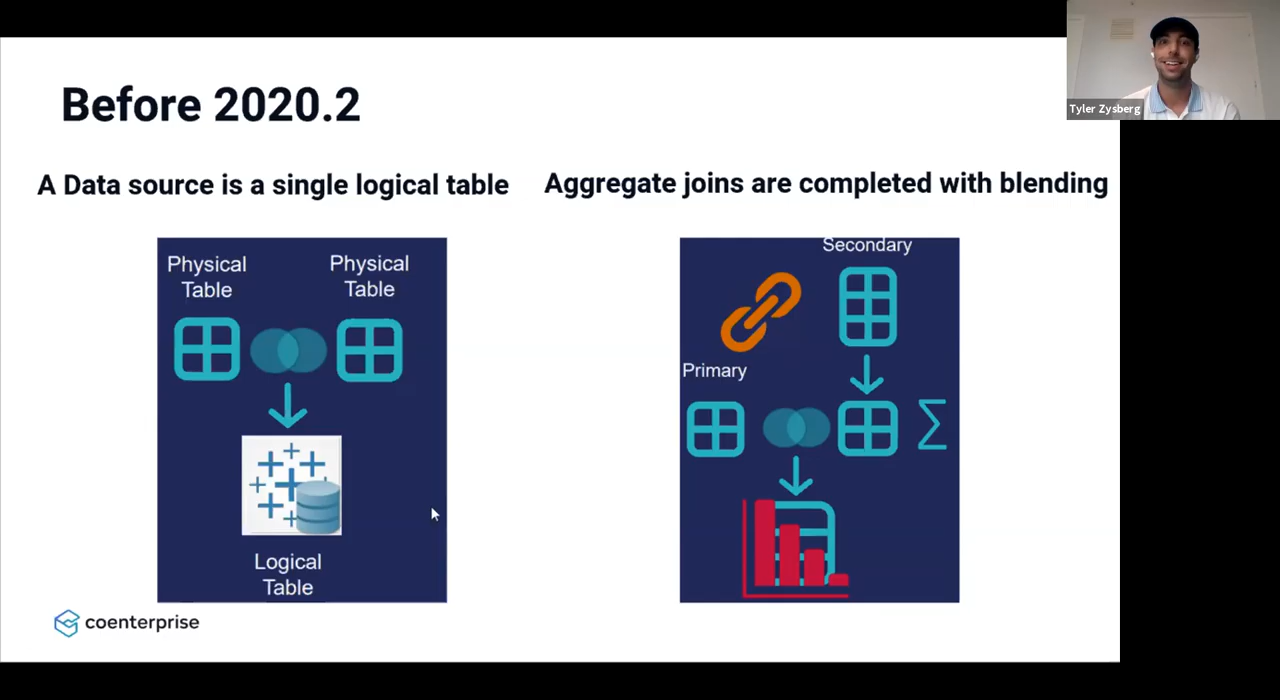 Before 2020.2
A Data source is a single logical table
Physical
Table
Physical
Table
Logical
Table
Aggregate joins are completed with blending
Secondary
Primary
Σ
coenterprise
Tyler Zysberg